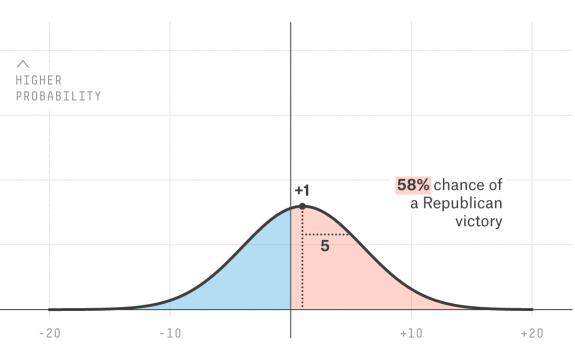 HIGHER
PROBABILITY
+1
58% chance of
a Republican
victory
5
-20
-10
+10
+20